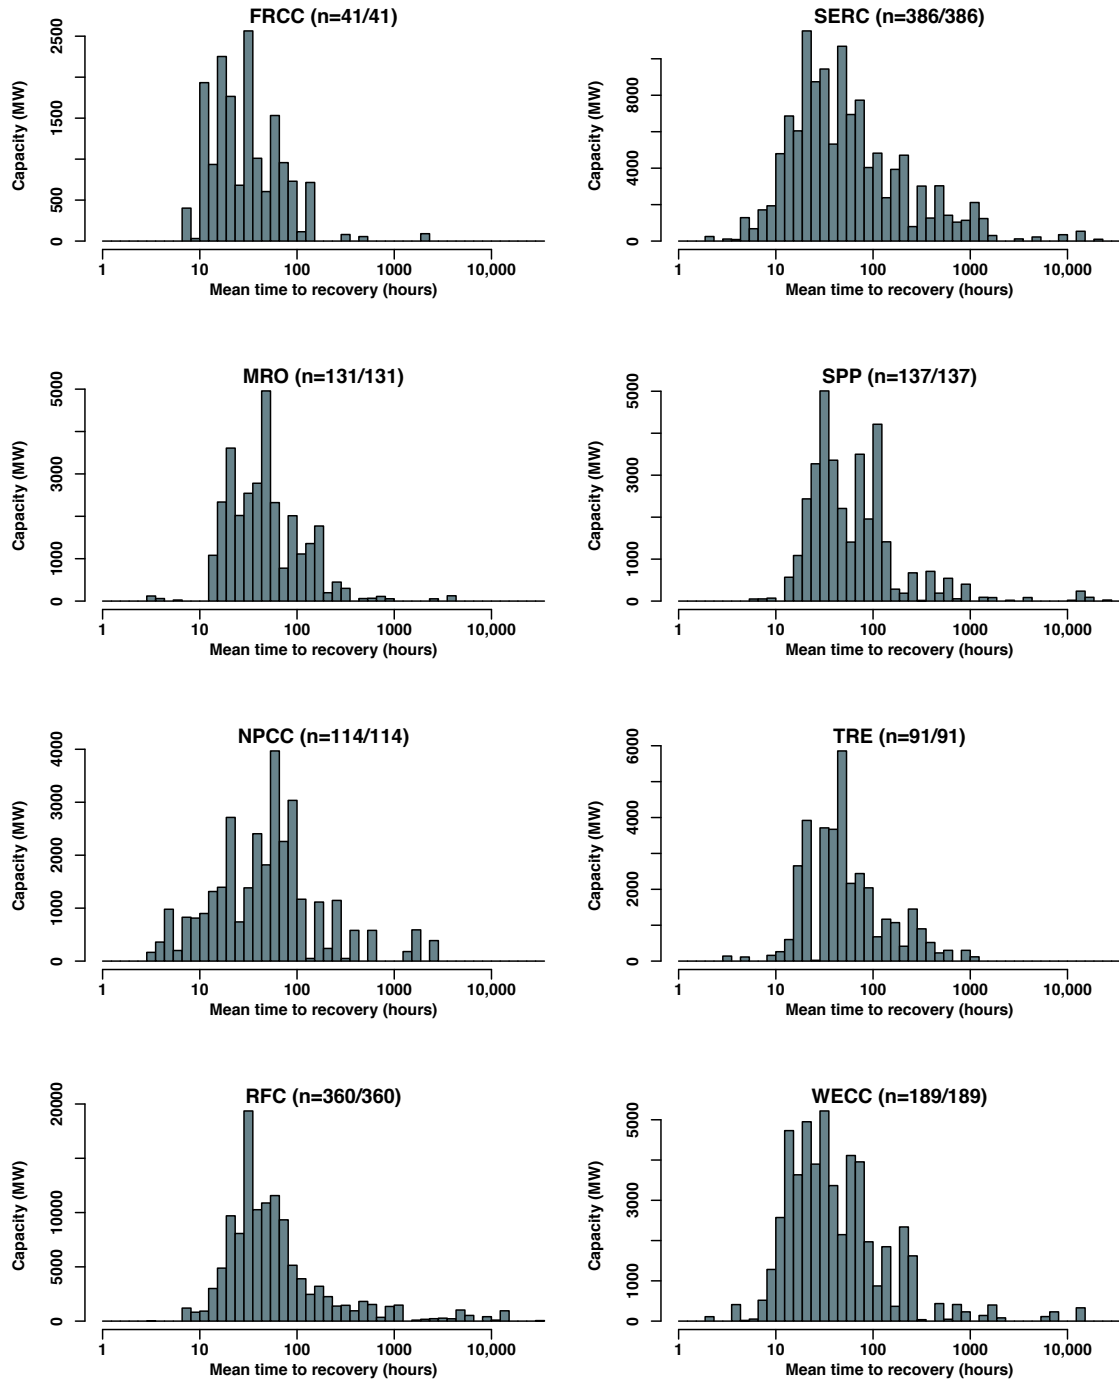 FRCC (n=41/41)
Capacity (MW)
2500
1500
500
0
1 10 100 1000 10,000
Mean time to recovery (hours)
SERC (n=386/386)
Capacity (MW)
8000
4000
0
1 10 100 1000 10,000
Mean time to recovery (hours)
MRO (n=131/131)
Capacity (MW)
5000
3000
1000
0
1 10 100 1000 10,000
Mean time to recovery (hours)
SPP (n=137/137)
Capacity (MW)
5000
3000
1000
0
1 10 100 1000 10,000
Mean time to recovery (hours)
NPCC (n=114/114)
Capacity (MW)
4000
3000
2000
1000
0
1 10 100 1000 10,000
Mean time to recovery (hours)
TRE (n=91/91)
Capacity (MW)
6000
4000
2000
0
1 10 100 1000 10,000
Mean time to recovery (hours)
RFC (n=360/360)
Capacity (MW)
20000
10000
5000
0
1 10 100 1000 10,000
Mean time to recovery (hours)
WECC (n=189/189)
Capacity (MW)
5000
3000
1000
0
1 10 100 1000 10,000
Mean time to recovery (hours)